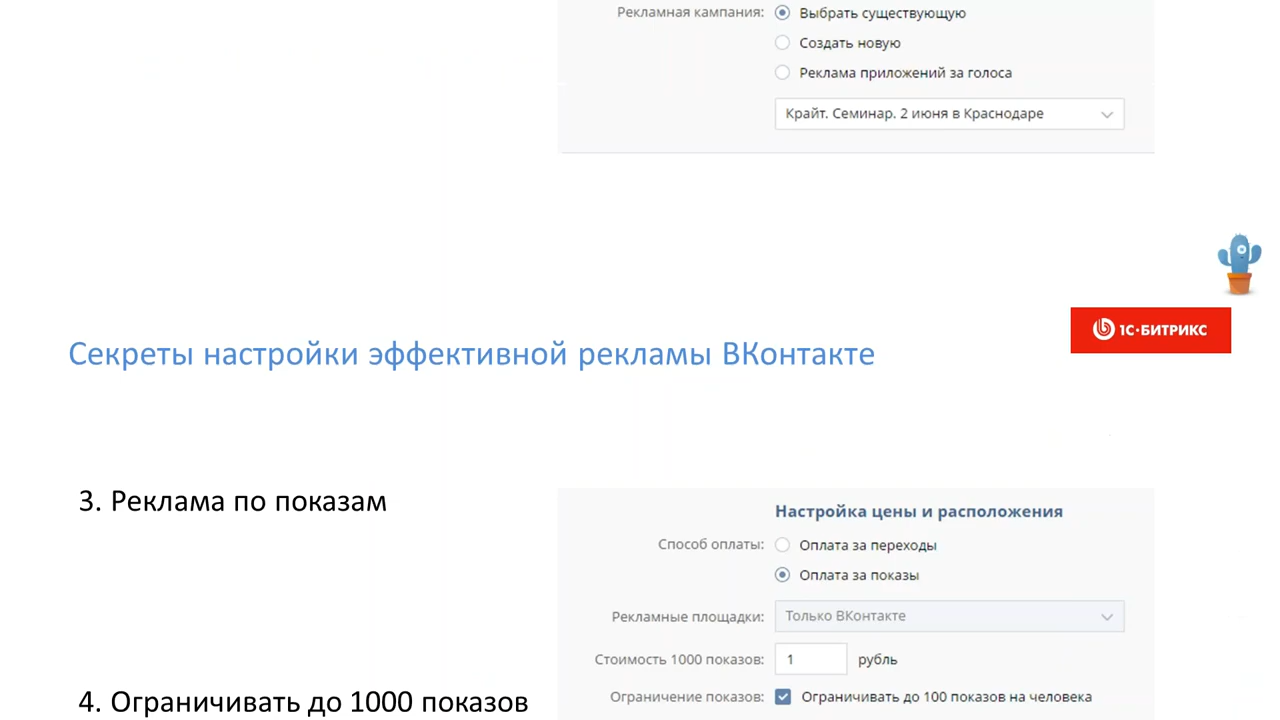 Рекламная кампания: Выбрать существующую
Создать новую
Реклама приложений за голоса
Крайт. Семинар. 2 июня в Краснодаре
1С·БИТРИКС
Секреты настройки эффективной рекламы ВКонтакте
3. Реклама по показам
Настройка цены и расположения
Способ оплаты: Оплата за переходы
Оплата за показы
Рекламные площадки: Только ВКонтакте
Стоимость 1000 показов: 1 рубль
Ограничение показов: Ограничивать до 100 показов на человека
4. Ограничивать до 1000 показов